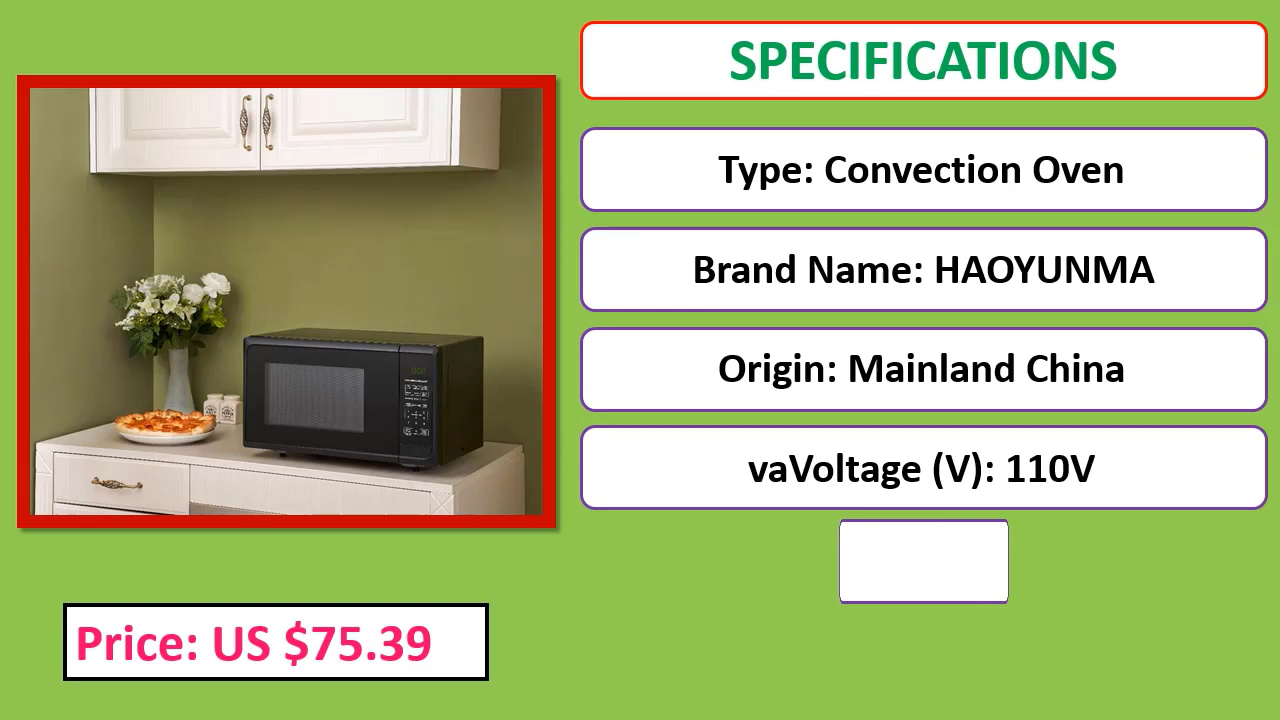 SPECIFICATIONS
Type: Convection Oven
Brand Name: HAOYUNMA
Origin: Mainland China
vaVoltage (V): 110V
Price: US $75.39